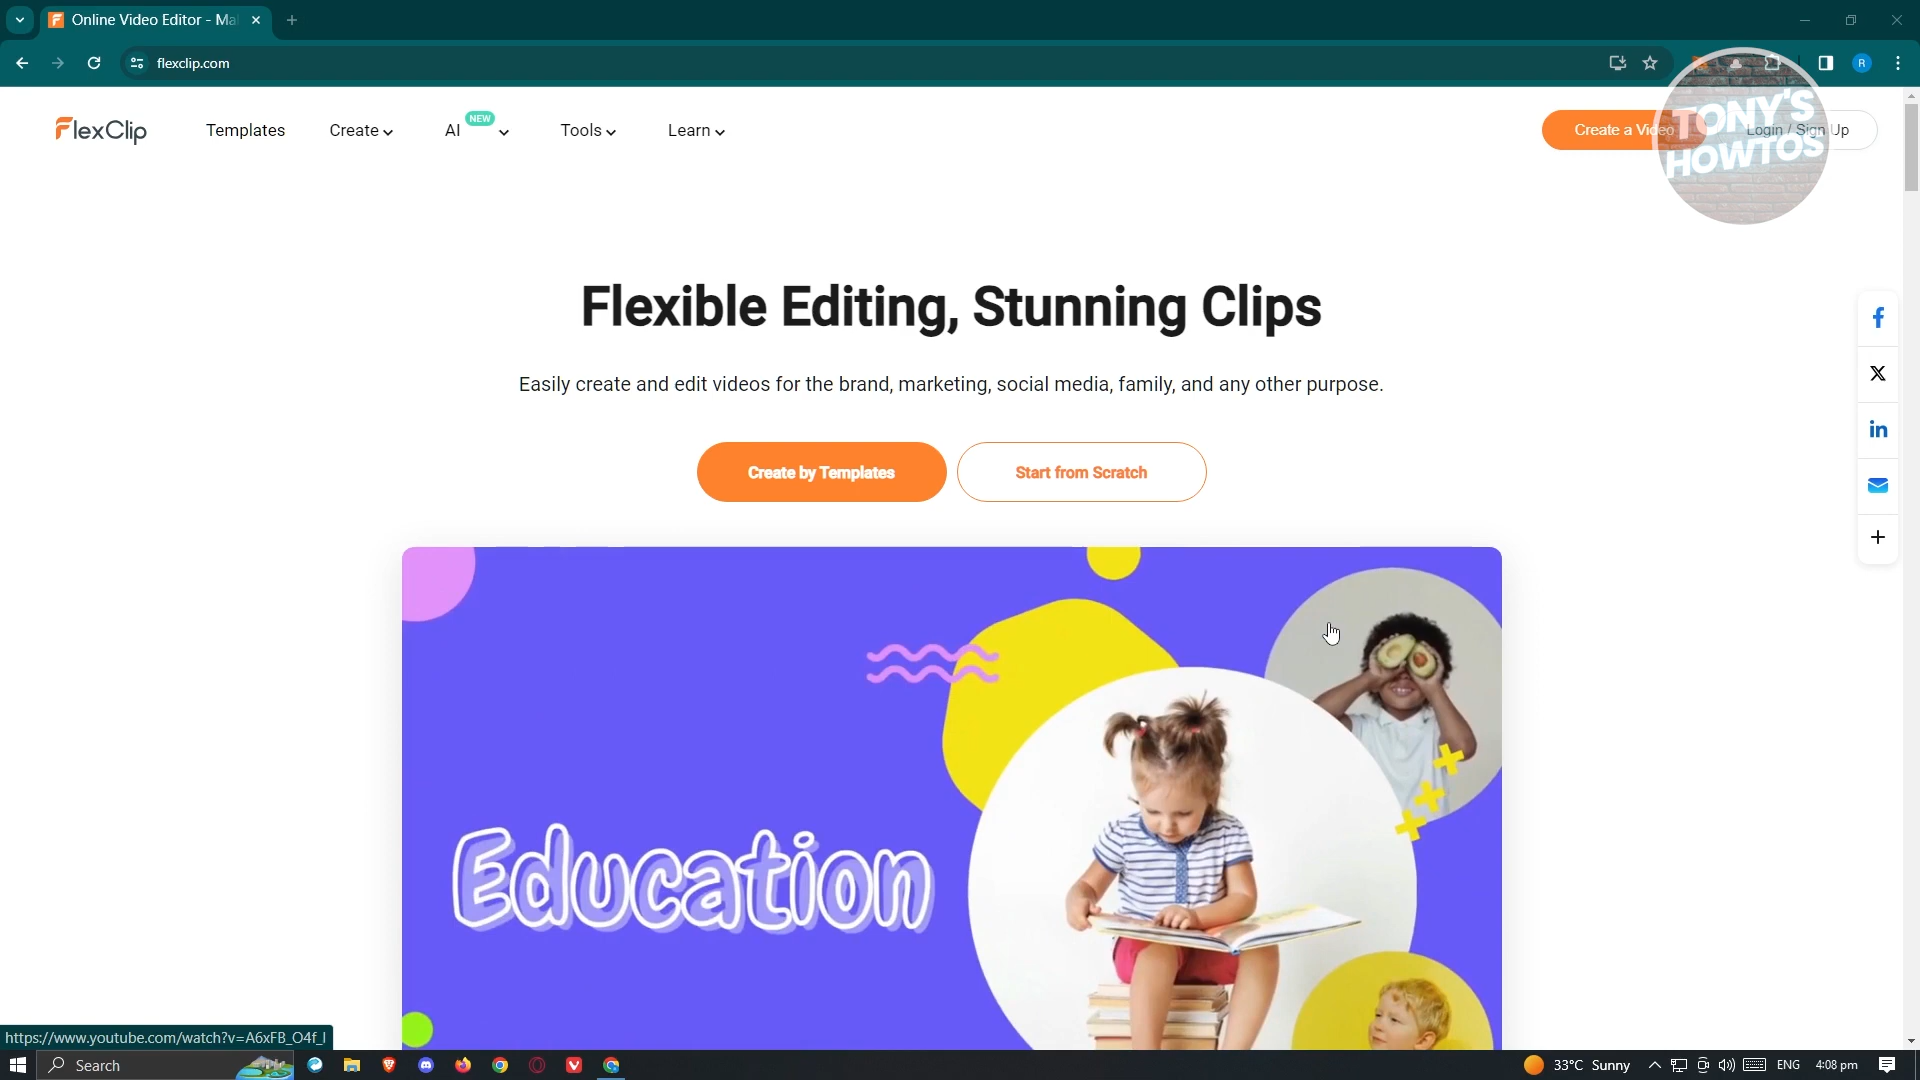 Online Video Editor - Ma
flexclip.com
R
FlexClip
Templates
Create
AI
NEW
Tools
Learn
Create a Video
Login / Sign Up
TONY'S
HOWTOS
Flexible Editing, Stunning Clips
Easily create and edit videos for the brand, marketing, social media, family, and any other purpose.
Create by Templates
Start from Scratch
Education
https://www.youtube.com/watch?v=A6xFB_O4f_I
Search
33°C Sunny
ENG
4:08 pm